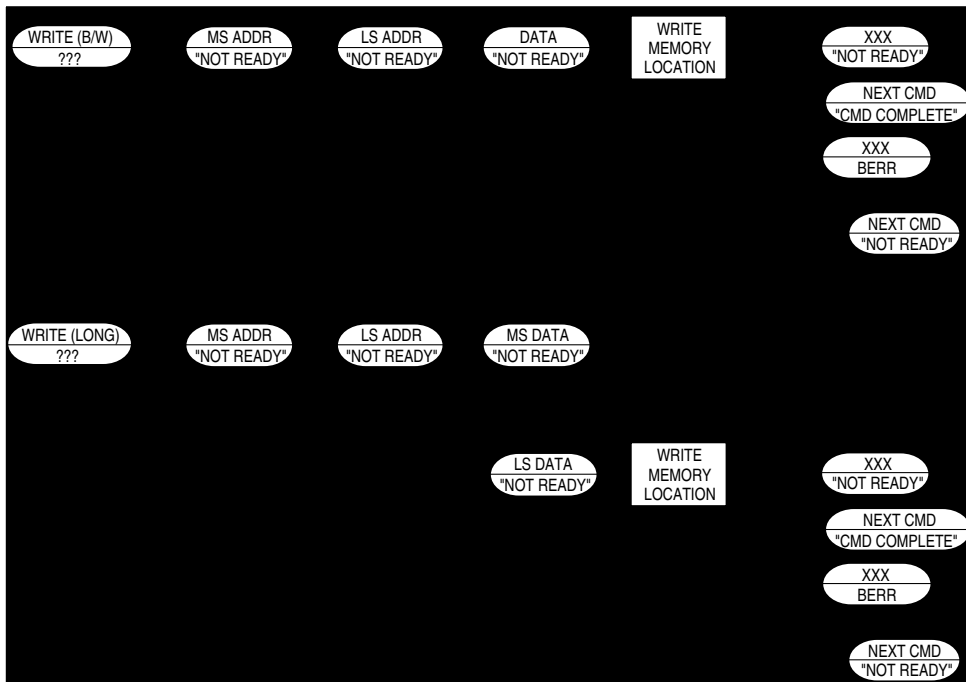 WRITE (B/W)
???
MS ADDR
"NOT READY"
LS ADDR
"NOT READY"
DATA
"NOT READY"
WRITE
MEMORY
LOCATION
XXX
"NOT READY"
NEXT CMD
"CMD COMPLETE"
XXX
BERR
NEXT CMD
"NOT READY"
WRITE (LONG)
???
MS ADDR
"NOT READY"
LS ADDR
"NOT READY"
MS DATA
"NOT READY"
LS DATA
"NOT READY"
WRITE
MEMORY
LOCATION
XXX
"NOT READY"
NEXT CMD
"CMD COMPLETE"
XXX
BERR
NEXT CMD
"NOT READY"